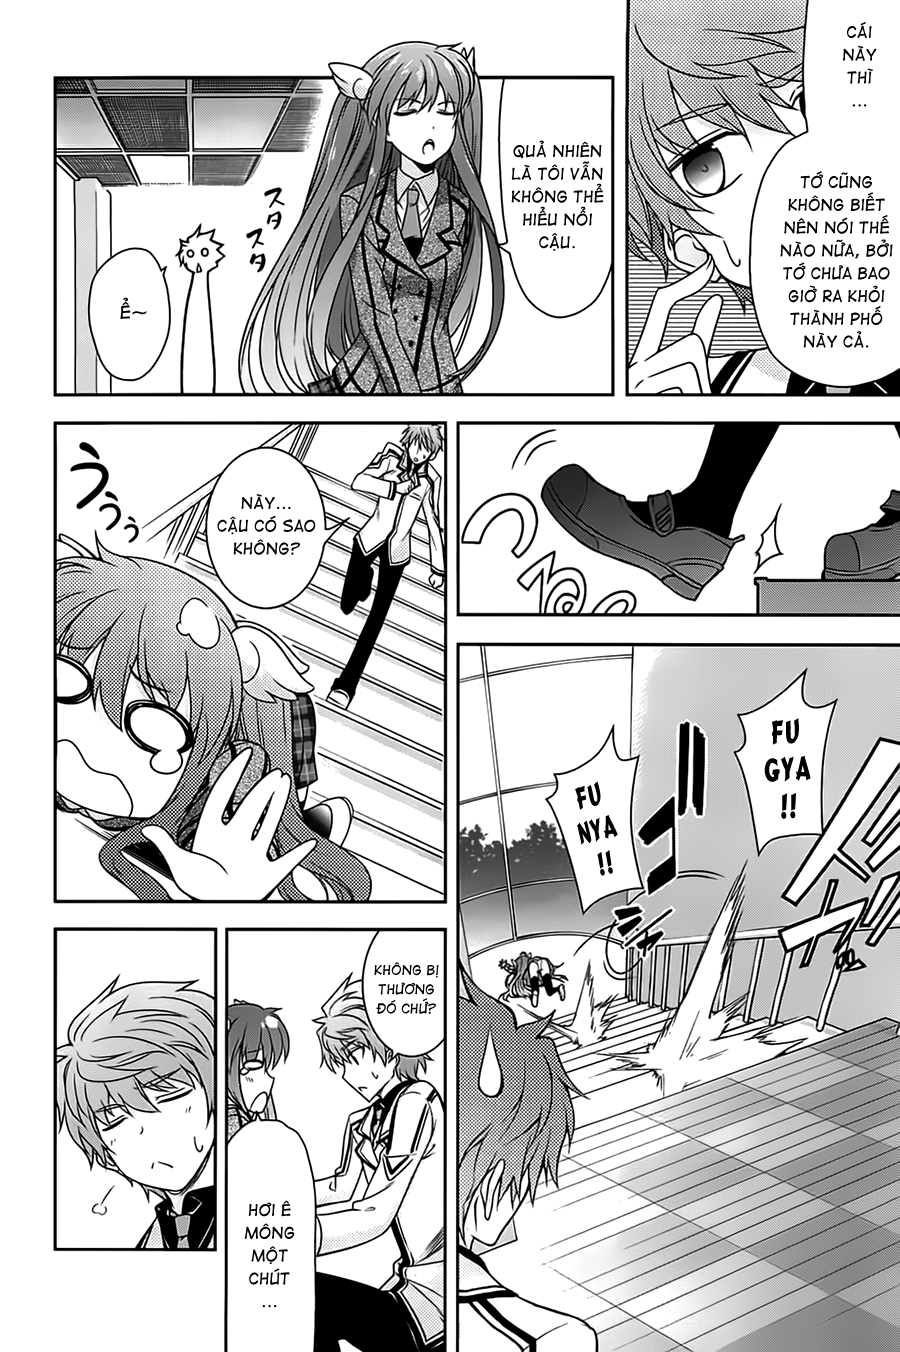 CÁI
NÀY
THÌ
...
TỚ CŨNG
KHÔNG BIẾT
NÊN NÓI THẾ
NÀO NỮA, BỞI
TỚ CHƯA BAO
GIỜ RA KHỎI
THÀNH PHỐ
NÀY CẢ.
QUẢ NHIÊN
LÀ TÔI VẪN
KHÔNG THỂ
HIỂU NỔI
CẬU.
スタスタ
Ể~
つるっ
FU
GYA
!!
FU
NYA
!!
NÀY...
CẬU CÓ SAO
KHÔNG?
うぅぅ
KHÔNG BỊ
THƯƠNG
ĐÓ CHỨ?
HƠI Ê
MÔNG
MỘT
CHÚT
...